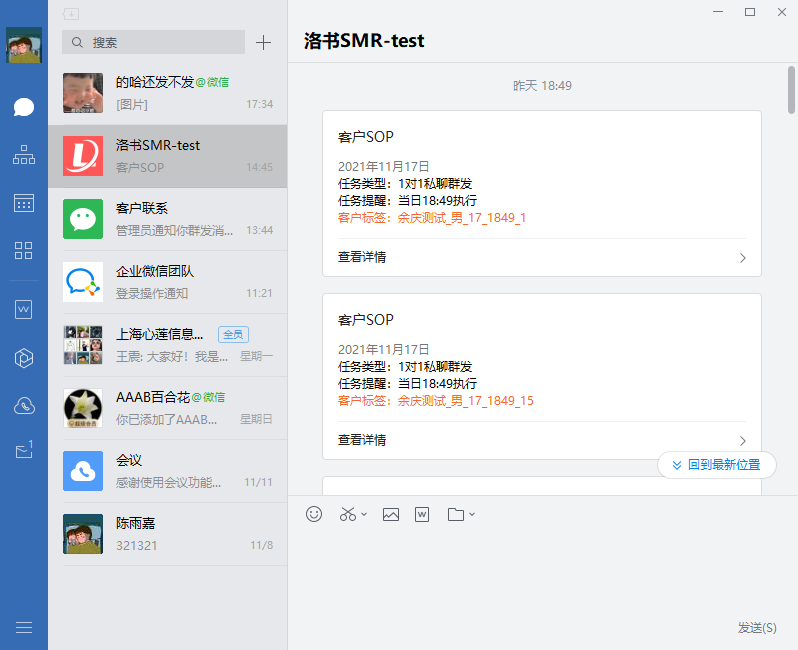 搜索
的哈还发不发@微信
[图片]
17:34
洛书SMR-test
客户SOP
14:45
客户联系
管理员通知你群发消...
13:44
企业微信团队
登录操作通知
11:21
上海心莲信息...
全员
王震: 大家好！我是...
星期一
AAAB百合花@微信
你已添加了AAAB...
星期日
会议
感谢使用会议功能...
11/11
陈雨嘉
321321
11/8
1
洛书SMR-test
昨天 18:49
客户SOP
2021年11月17日
任务类型：1对1私聊群发
任务提醒：当日18:49执行
客户标签：余庆测试_男_17_1849_1
查看详情
客户SOP
2021年11月17日
任务类型：1对1私聊群发
任务提醒：当日18:49执行
客户标签：余庆测试_男_17_1849_15
查看详情
回到最新位置
发送(S)